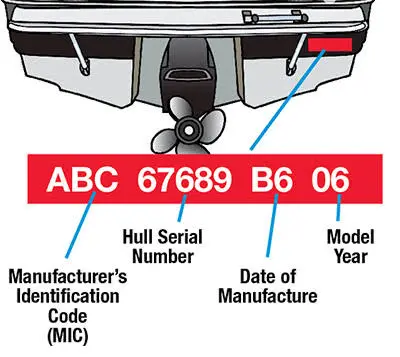 ABC 67689 B6 06
Hull Serial
Number
Model
Year
Manufacturer's
Identification
Code
(MIC)
Date of
Manufacture